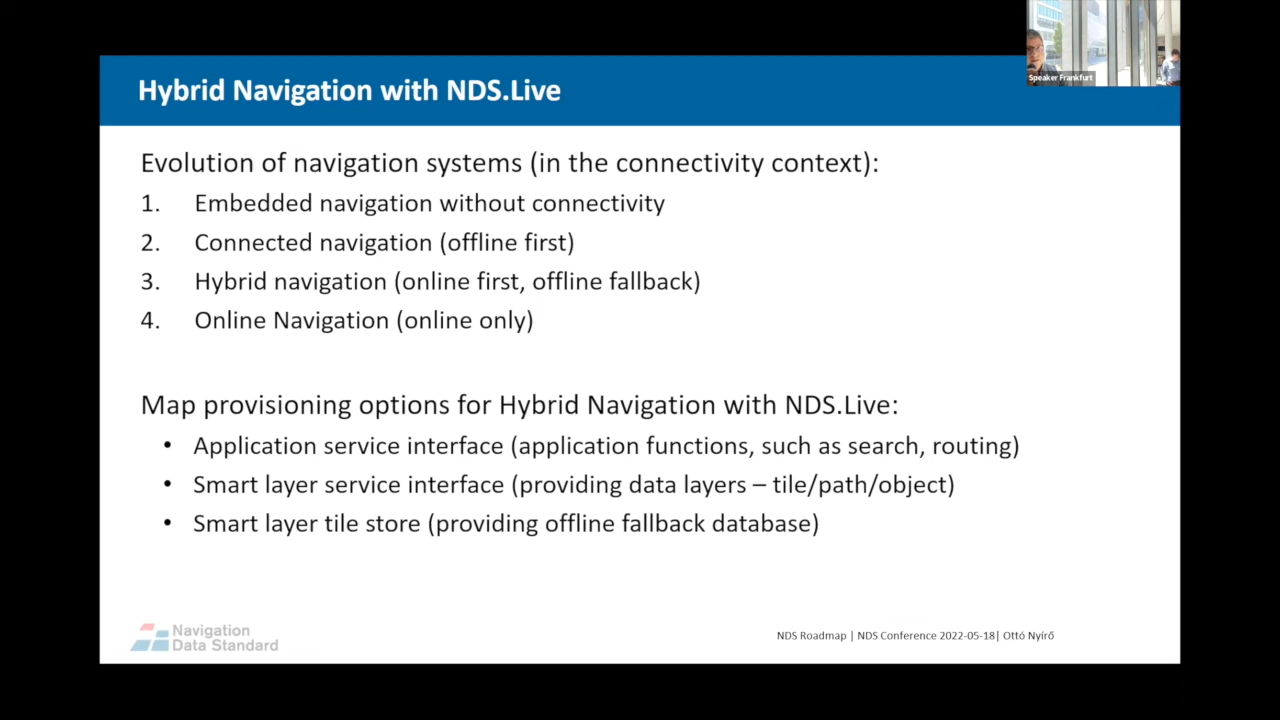 Speaker Frankfurt
Hybrid Navigation with NDS.Live
Evolution of navigation systems (in the connectivity context):
1. Embedded navigation without connectivity
2. Connected navigation (offline first)
3. Hybrid navigation (online first, offline fallback)
4. Online Navigation (online only)
Map provisioning options for Hybrid Navigation with NDS.Live:
• Application service interface (application functions, such as search, routing)
• Smart layer service interface (providing data layers – tile/path/object)
• Smart layer tile store (providing offline fallback database)
Navigation
Data Standard
NDS Roadmap | NDS Conference 2022-05-18| Ottó Nyírő